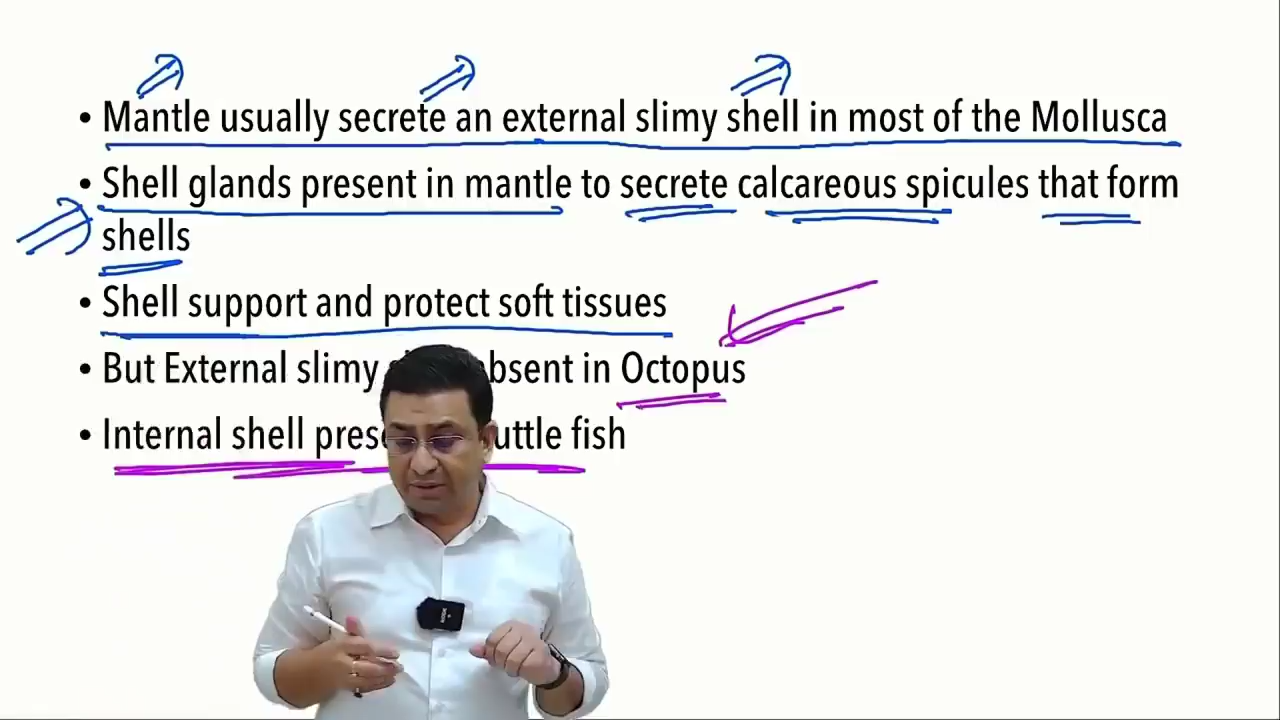 • Mantle usually secrete an external slimy shell in most of the Mollusca
• Shell glands present in mantle to secrete calcareous spicules that form
shells
• Shell support and protect soft tissues
• But External slimy absent in Octopus
• Internal shell fish